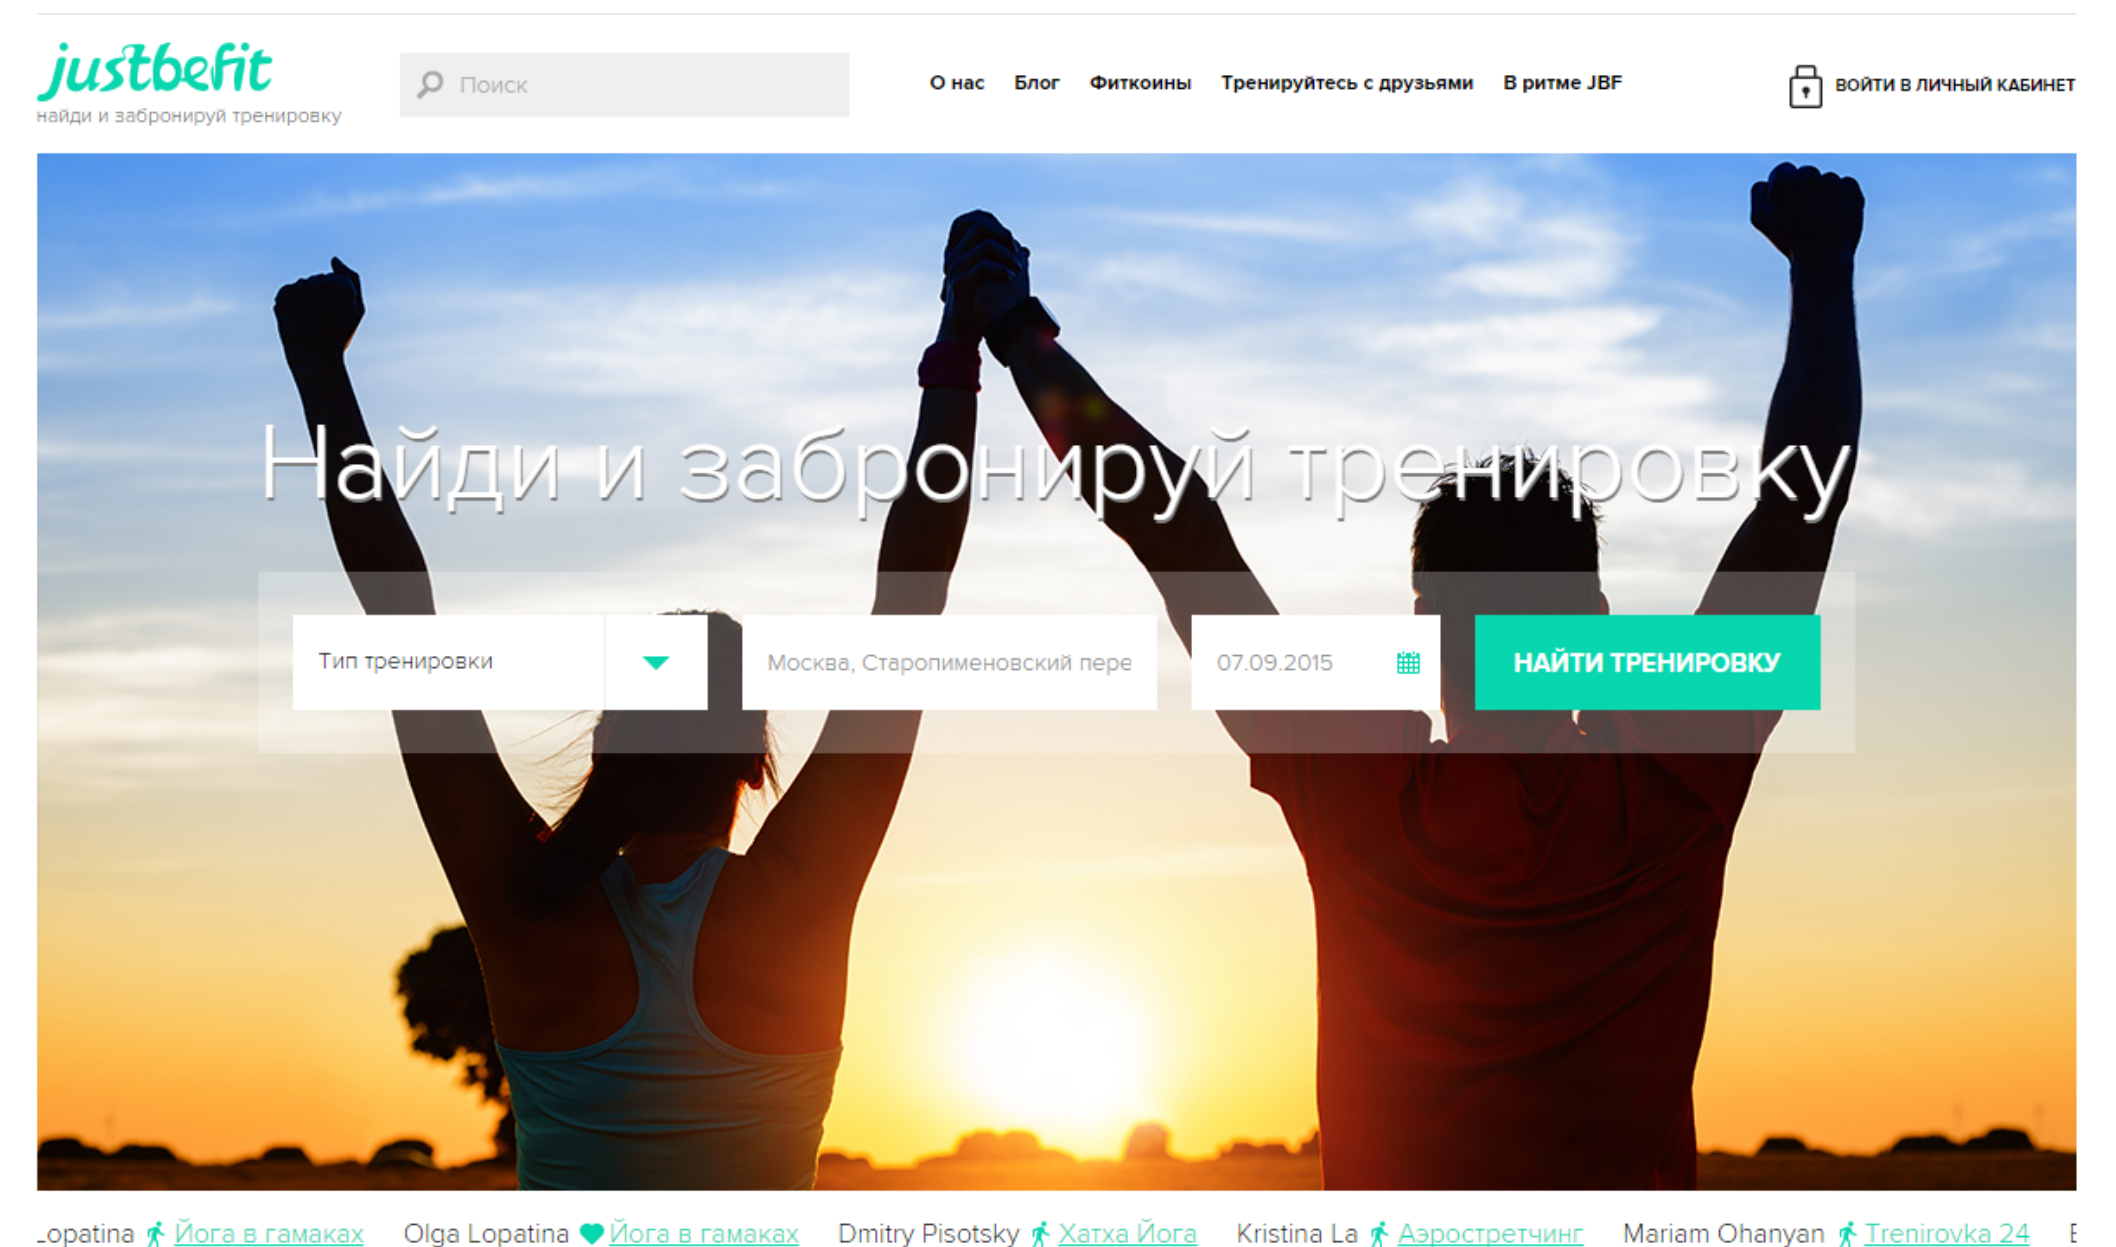 justbefit
найди и забронируй тренировку
Поиск
О нас Блог Фиткоины Тренируйтесь с друзьями В ритме JBF
ВОЙТИ В ЛИЧНЫЙ КАБИНЕТ
Найди и забронируй тренировку
Тип тренировки
Москва, Старопименовский пере
07.09.2015
НАЙТИ ТРЕНИРОВКУ
Lopatina Йога в гамаках Olga Lopatina Йога в гамаках Dmitry Pisotsky Хатха Йога Kristina La Аэростретчинг Mariam Ohanyan Trenirovka 24